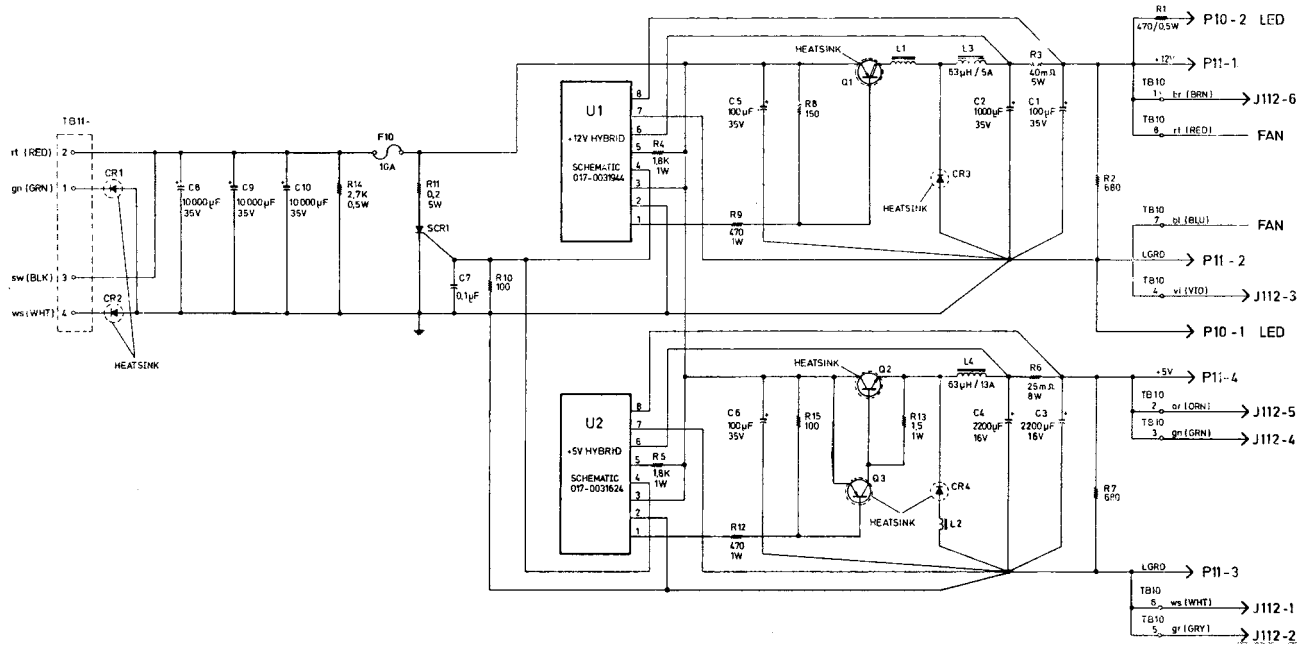 R1
470/0.5W
P10-2 LED
+12V
P11-1
TB10
1 br (BRN)
J112-6
TB10
8 rt (RED)
FAN
HEATSINK
Q1
L1
L3
63µH / 5A
R3
40mΩ
5W
U1
+12V HYBRID
SCHEMATIC
017-0031944
8
7
6
5
4
3
2
1
R4
1,8K
1W
C5
100µF
35V
R8
150
C2
1000µF
35V
C1
100µF
35V
CR3
HEATSINK
R2
680
R9
470
1W
TB10
7 bl (BLU)
FAN
LGRD
P11-2
TB10
4 vi (VIO)
J112-3
P10-1 LED
TB11-
rt (RED) 2
gn (GRN) 1
sw (BLK) 3
ws (WHT) 4
CR1
CR2
HEATSINK
C8
10000µF
35V
C9
10000µF
35V
C10
10000µF
35V
R14
2,7K
0,5W
F10
10A
R11
0,2
5W
SCR1
C7
0,1µF
R10
100
U2
+5V HYBRID
SCHEMATIC
017-0031624
8
7
6
5
4
3
2
1
R5
1,8K
1W
C6
100µF
35V
R15
100
HEATSINK
Q2
R13
1,5
1W
Q3
HEATSINK
L4
63µH / 13A
R6
25mΩ
8W
C4
2200µF
16V
C3
2200µF
16V
CR4
L2
R7
680
R12
470
1W
+5V
P11-4
TB10
2 or (ORN)
J112-5
TB10
3 gn (GRN)
J112-4
LGRD
P11-3
TB10
6 ws (WHT)
J112-1
TB10
5 gr (GRY)
J112-2